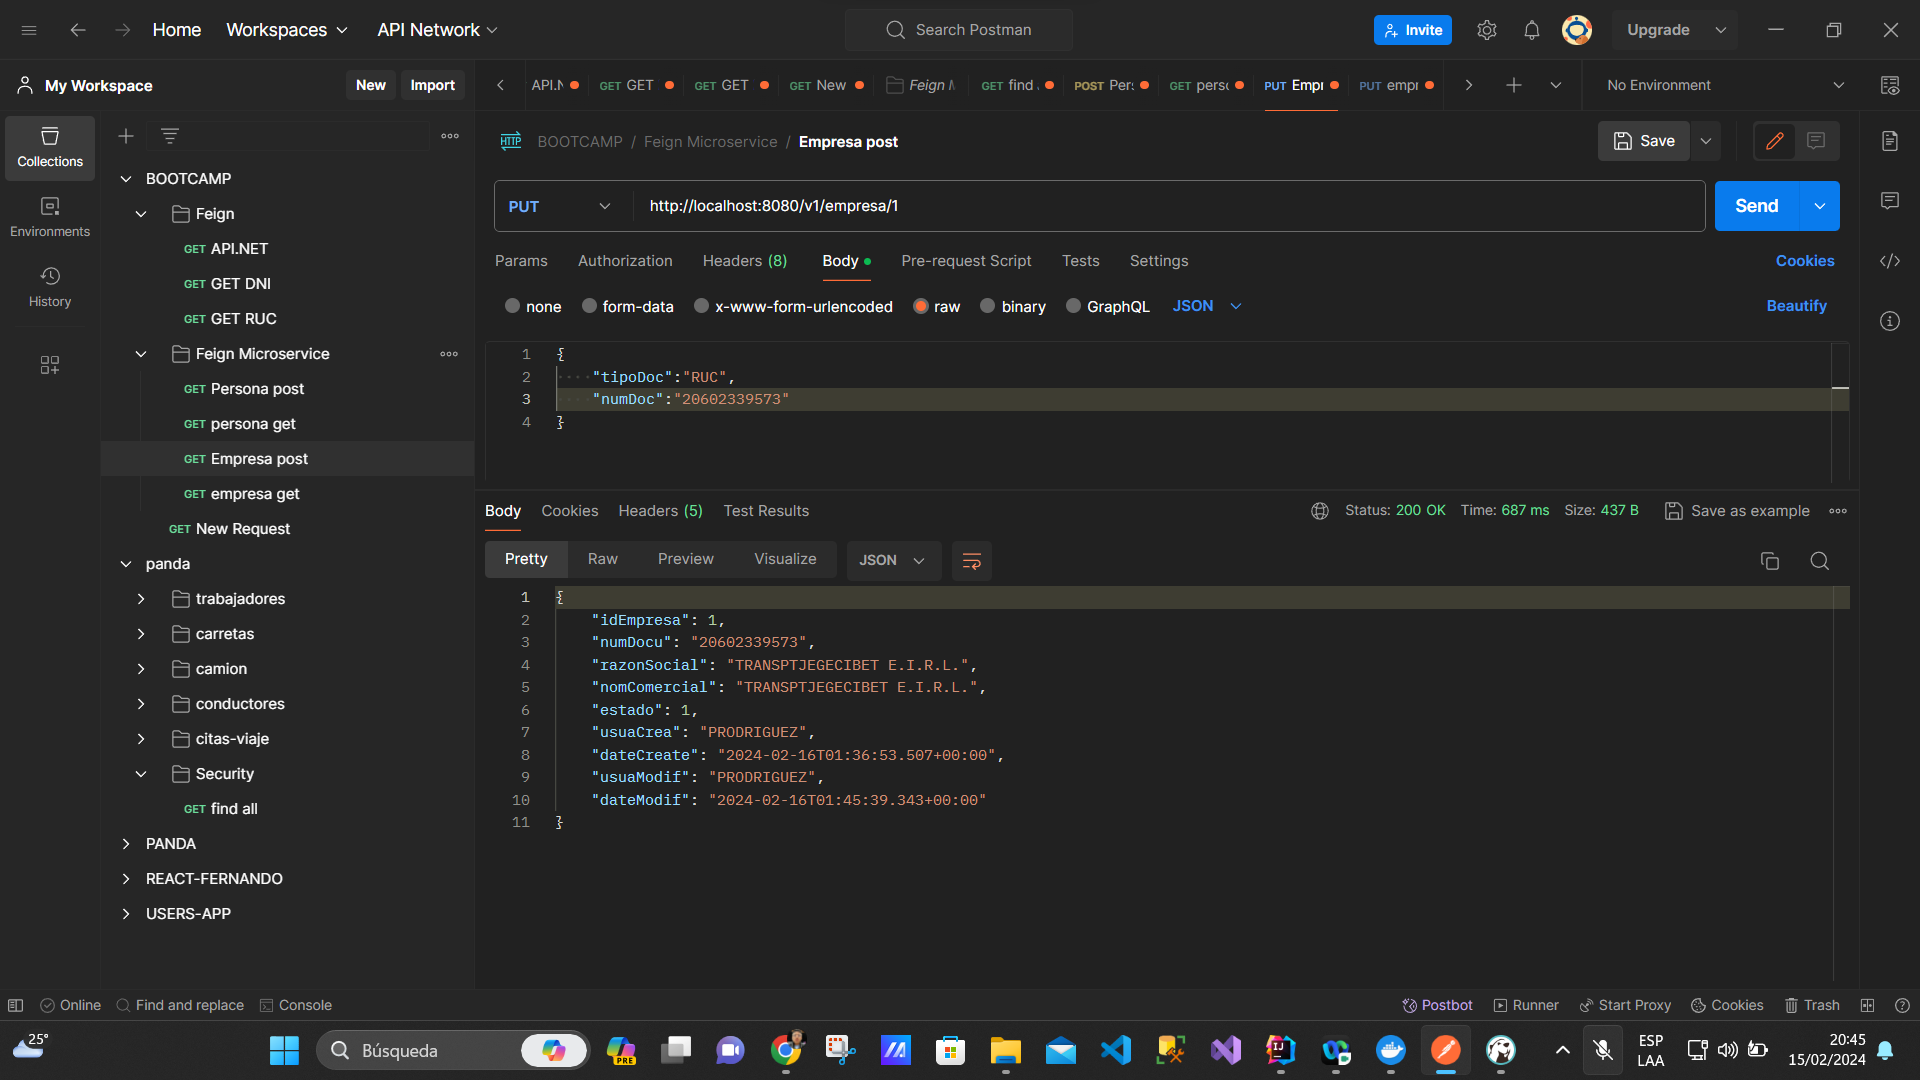 Home
Workspaces
API Network
Search Postman
Invite
Upgrade
My Workspace
New
Import
API.N
GET GET
GET GET
GET New
Feign M
GET find
POST Pers
GET perso
PUT Empr
PUT empr
No Environment
Collections
Environments
History
BOOTCAMP
Feign
GET API.NET
GET GET DNI
GET GET RUC
Feign Microservice
GET Persona post
GET persona get
GET Empresa post
GET empresa get
GET New Request
panda
trabajadores
carretas
camion
conductores
citas-viaje
Security
GET find all
PANDA
REACT-FERNANDO
USERS-APP
HTTP BOOTCAMP / Feign Microservice / Empresa post
Save
PUT
http://localhost:8080/v1/empresa/1
Send
Params
Authorization
Headers (8)
Body
Pre-request Script
Tests
Settings
Cookies
none
form-data
x-www-form-urlencoded
raw
binary
GraphQL
JSON
Beautify
1 {
2 "tipoDoc":"RUC",
3 "numDoc":"20602339573"
4 }
Body
Cookies
Headers (5)
Test Results
Status: 200 OK
Time: 687 ms
Size: 437 B
Save as example
Pretty
Raw
Preview
Visualize
JSON
1 {
2 "idEmpresa": 1,
3 "numDocu": "20602339573",
4 "razonSocial": "TRANSPTJEGECIBET E.I.R.L.",
5 "nomComercial": "TRANSPTJEGECIBET E.I.R.L.",
6 "estado": 1,
7 "usuaCrea": "PRODRIGUEZ",
8 "dateCreate": "2024-02-16T01:36:53.507+00:00",
9 "usuaModif": "PRODRIGUEZ",
10 "dateModif": "2024-02-16T01:45:39.343+00:00"
11 }
Online
Find and replace
Console
Postbot
Runner
Start Proxy
Cookies
Trash
25°
Búsqueda
PRE
ESP
LAA
20:45
15/02/2024